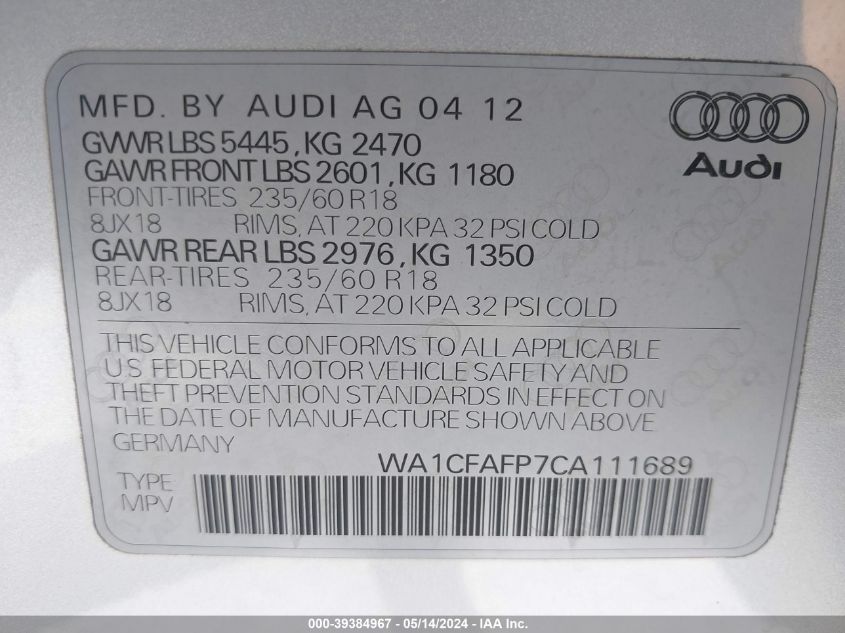 MFD. BY AUDI AG 04 12
Audi
GVWR LBS 5445, KG 2470
GAWR FRONT LBS 2601, KG 1180
FRONT-TIRES 235/60 R18
8JX18 RIMS, AT 220 KPA 32 PSI COLD
GAWR REAR LBS 2976, KG 1350
REAR-TIRES 235/60 R18
8JX18 RIMS, AT 220 KPA 32 PSI COLD
THIS VEHICLE CONFORMS TO ALL APPLICABLE
U.S. FEDERAL MOTOR VEHICLE SAFETY AND
THEFT PREVENTION STANDARDS IN EFFECT ON
THE DATE OF MANUFACTURE SHOWN ABOVE
GERMANY
WA1CFAFP7CA111689
TYPE
MPV
000-39384967 - 05/14/2024 - IAA Inc.